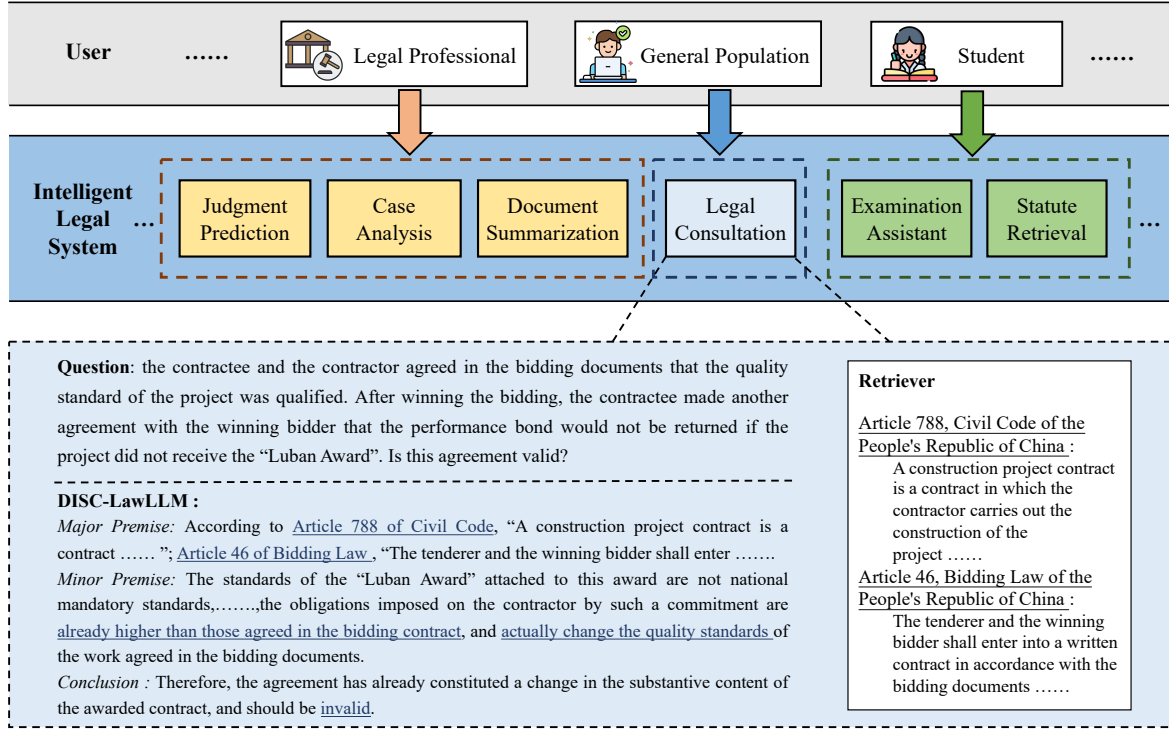 User
……
Legal Professional
General Population
Student
……
Intelligent
Legal
System
...
Judgment
Prediction
Case
Analysis
Document
Summarization
Legal
Consultation
Examination
Assistant
Statute
Retrieval
...
Question: the contractee and the contractor agreed in the bidding documents that the quality
standard of the project was qualified. After winning the bidding, the contractee made another
agreement with the winning bidder that the performance bond would not be returned if the
project did not receive the “Luban Award”. Is this agreement valid?
DISC-LawLLM :
Major Premise: According to Article 788 of Civil Code, “A construction project contract is a
contract …… ”; Article 46 of Bidding Law , “The tenderer and the winning bidder shall enter …….
Minor Premise: The standards of the “Luban Award” attached to this award are not national
mandatory standards,…….,the obligations imposed on the contractor by such a commitment are
already higher than those agreed in the bidding contract, and actually change the quality standards of
the work agreed in the bidding documents.
Conclusion : Therefore, the agreement has already constituted a change in the substantive content of
the awarded contract, and should be invalid.
Retriever
Article 788, Civil Code of the
People's Republic of China :
A construction project contract
is a contract in which the
contractor carries out the
construction of the
project ……
Article 46, Bidding Law of the
People's Republic of China :
The tenderer and the winning
bidder shall enter into a written
contract in accordance with the
bidding documents ……